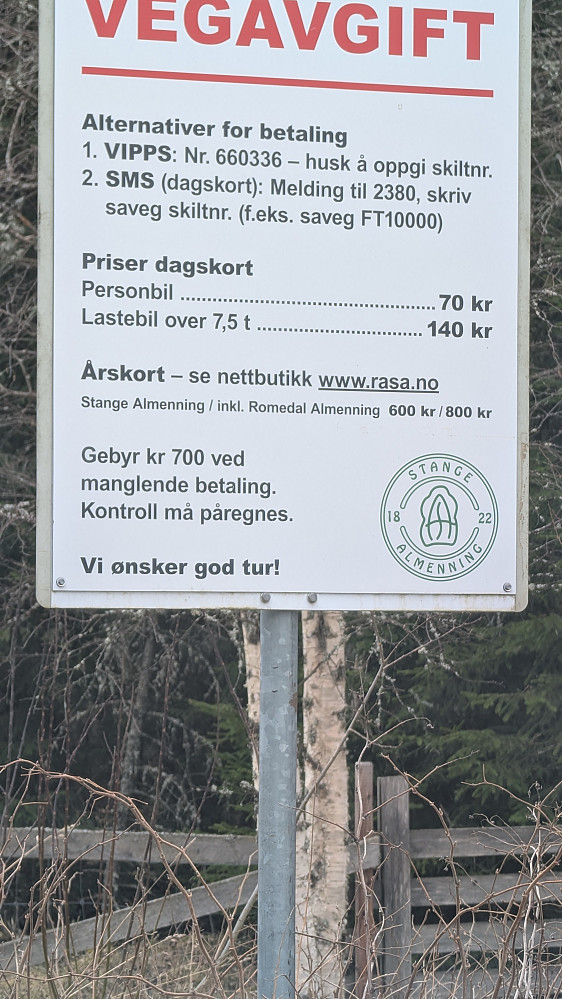 VEGAVGIFT
Alternativer for betaling
1. VIPPS: Nr. 660336 – husk å oppgi skiltnr.
2. SMS (dagskort): Melding til 2380, skriv
saveg skiltnr. (f.eks. saveg FT10000)
Priser dagskort
Personbil ................................................ 70 kr
Lastebil over 7,5 t ............................... 140 kr
Årskort – se nettbutikk www.rasa.no
Stange Almenning / inkl. Romedal Almenning 600 kr / 800 kr
Gebyr kr 700 ved
manglende betaling.
Kontroll må påregnes.
Vi ønsker god tur!
STANGE
18 22
ALMENNING